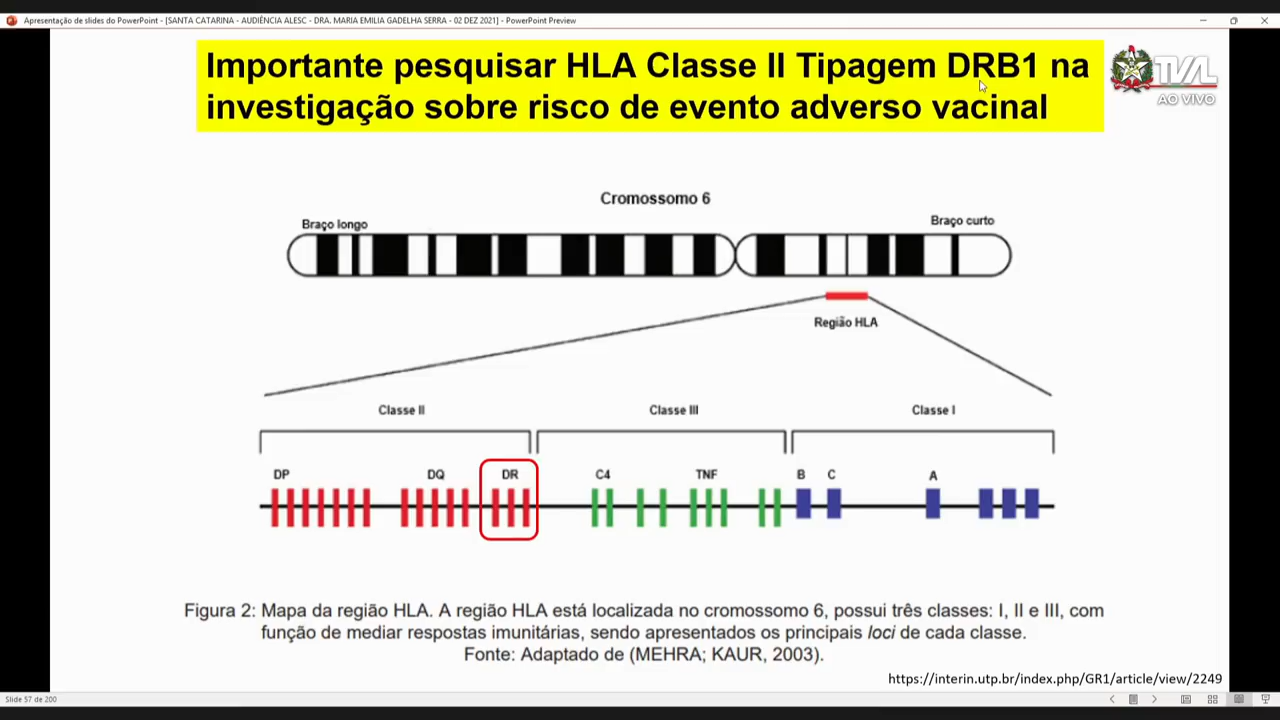 Apresentação de slides do PowerPoint - [SANTA CATARINA - AUDIÊNCIA ALESC - DRA. MARIA EMILIA GADELHA SERRA - 02 DEZ 2021] - PowerPoint Preview
Importante pesquisar HLA Classe II Tipagem DRB1 na
investigação sobre risco de evento adverso vacinal
TVAL
AO VIVO
Cromossomo 6
Braço longo
Braço curto
Região HLA
Classe II
Classe III
Classe I
DP
DQ
DR
C4
TNF
B
C
A
Figura 2: Mapa da região HLA. A região HLA está localizada no cromossomo 6, possui três classes: I, II e III, com
função de mediar respostas imunitárias, sendo apresentados os principais loci de cada classe.
Fonte: Adaptado de (MEHRA; KAUR, 2003).
https://interin.utp.br/index.php/GR1/article/view/2249
Slide 57 de 200